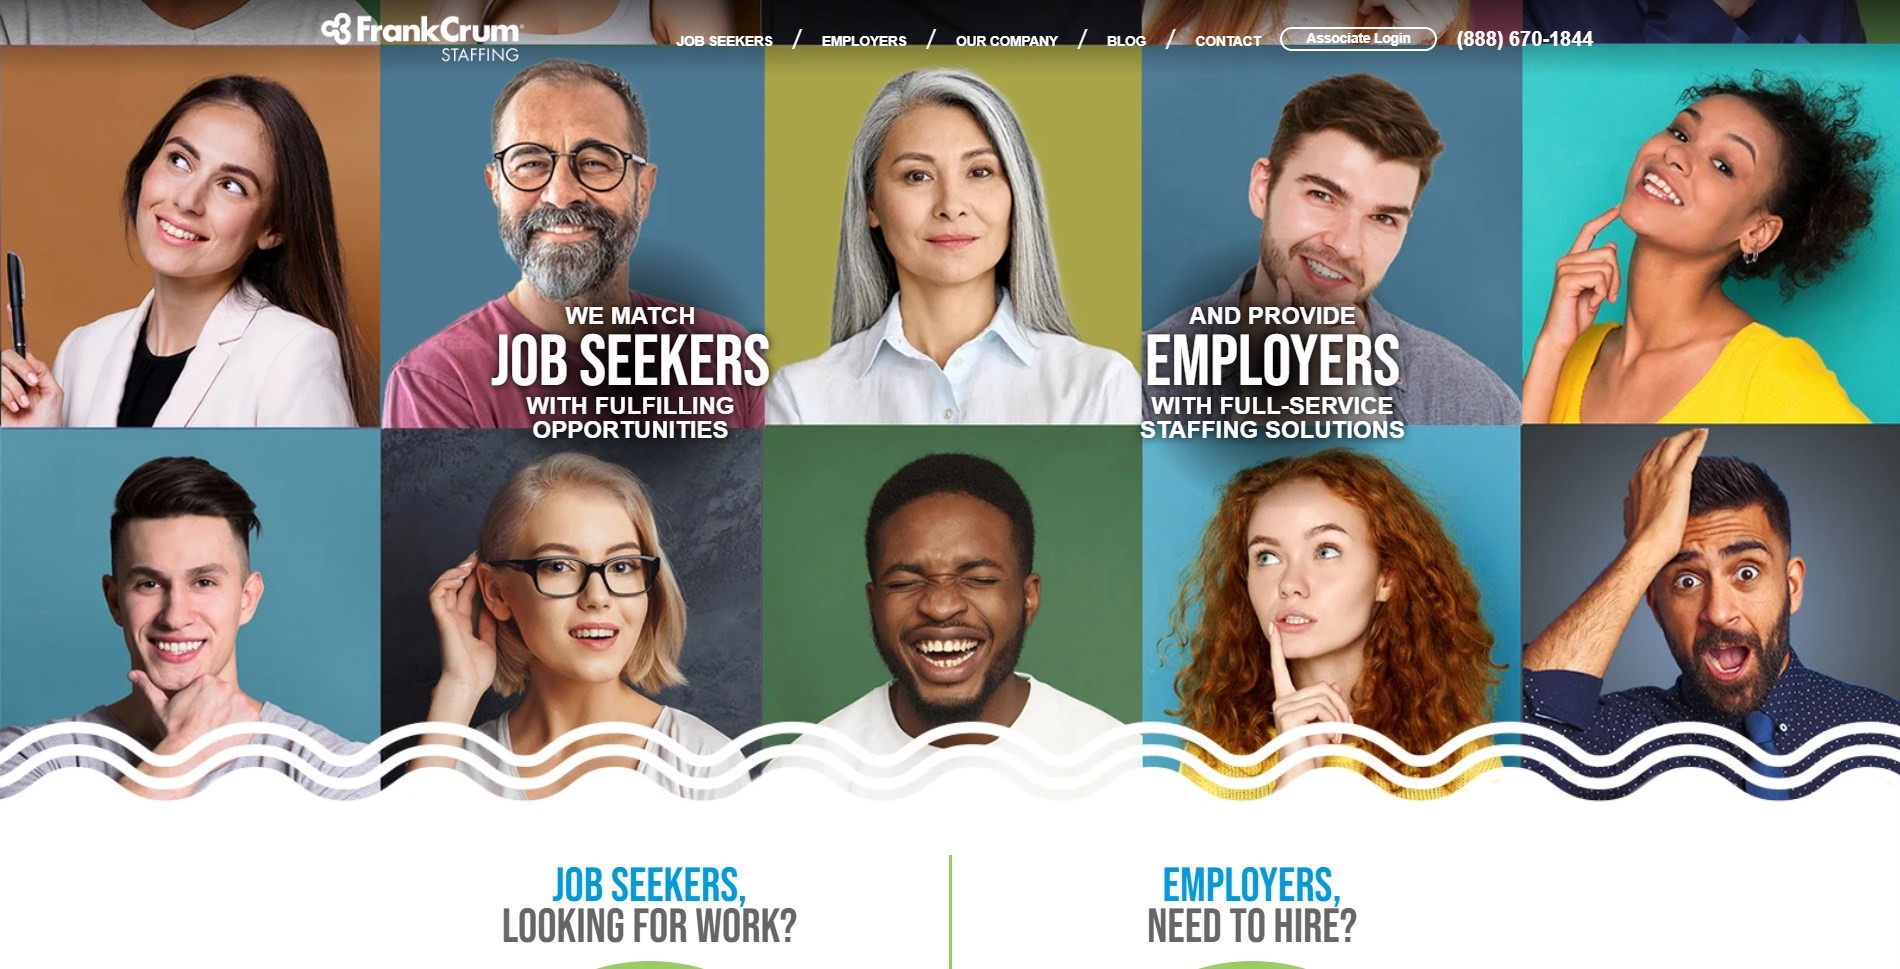 FrankCrum
STAFFING
JOB SEEKERS / EMPLOYERS / OUR COMPANY / BLOG / CONTACT Associate Login (888) 670-1844
WE MATCH
JOB SEEKERS
WITH FULFILLING
OPPORTUNITIES
AND PROVIDE
EMPLOYERS
WITH FULL-SERVICE
STAFFING SOLUTIONS
JOB SEEKERS,
LOOKING FOR WORK?
EMPLOYERS,
NEED TO HIRE?